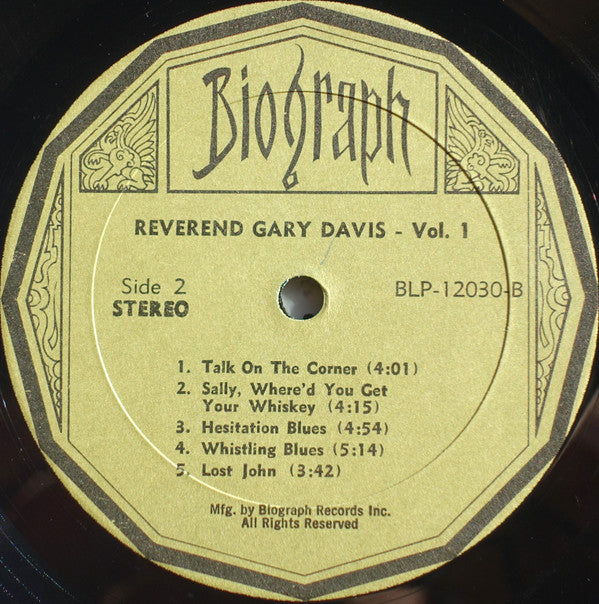 Biograph
REVEREND GARY DAVIS - Vol. 1
Side 2
STEREO
BLP-12030-B
1. Talk On The Corner (4:01)
2. Sally, Where'd You Get
Your Whiskey (4:15)
3. Hesitation Blues (4:54)
4. Whistling Blues (5:14)
5. Lost John (3:42)
Mfg. by Biograph Records Inc.
All Rights Reserved